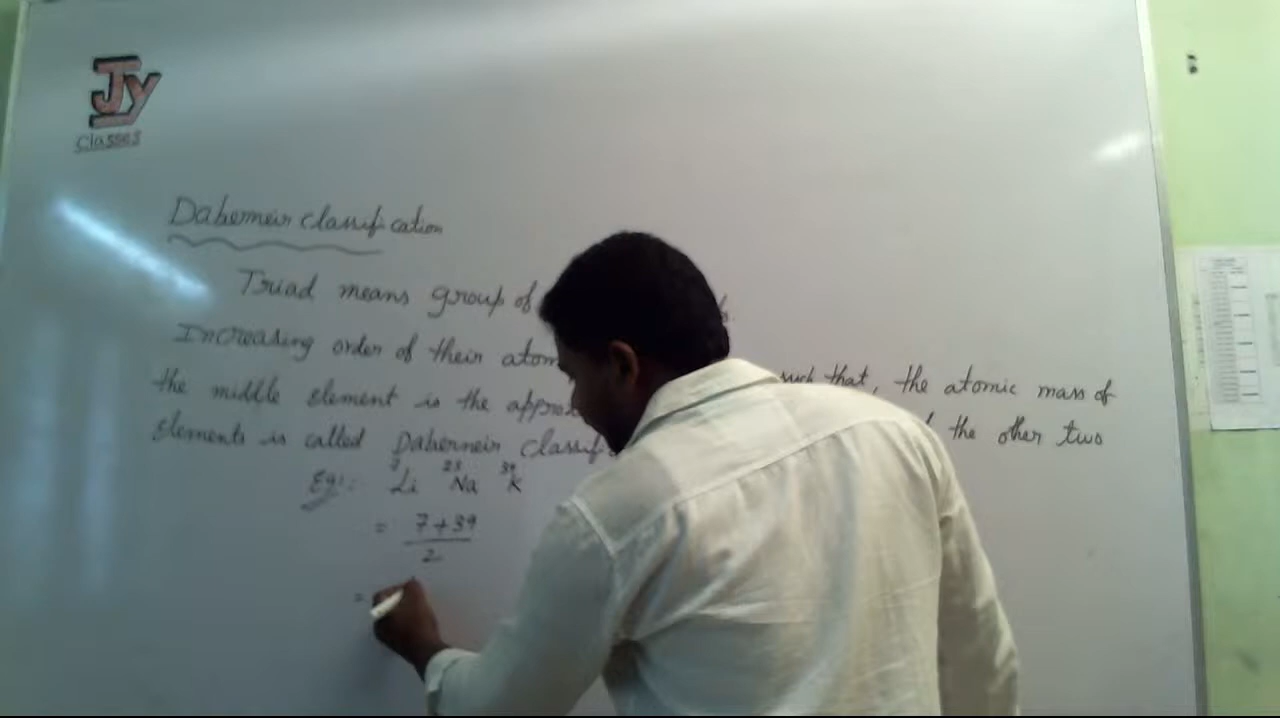 Jy
Classes
Daberneir classification
Triad means group of
Increasing order of their atom such that, the atomic mass of
the middle element is the approx the other two
elements is called Daberneir Classif
Eg:- 7Li 23Na 39K
= 7+39
2
=